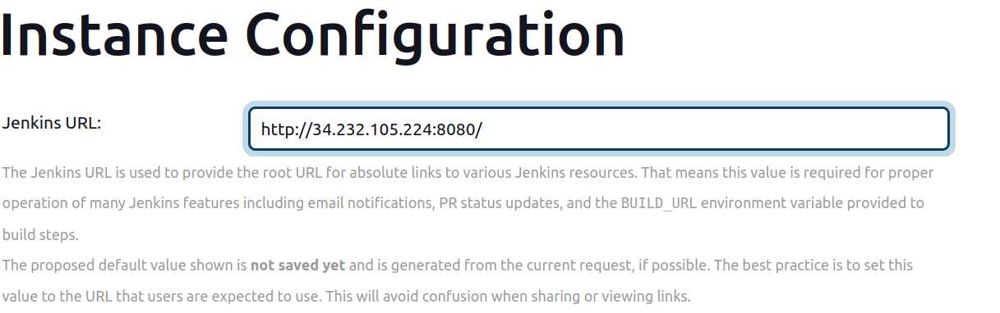 Instance Configuration
Jenkins URL:
http://34.232.105.224:8080/
The Jenkins URL is used to provide the root URL for absolute links to various Jenkins resources. That means this value is required for proper
operation of many Jenkins features including email notifications, PR status updates, and the BUILD_URL environment variable provided to
build steps.
The proposed default value shown is not saved yet and is generated from the current request, if possible. The best practice is to set this
value to the URL that users are expected to use. This will avoid confusion when sharing or viewing links.